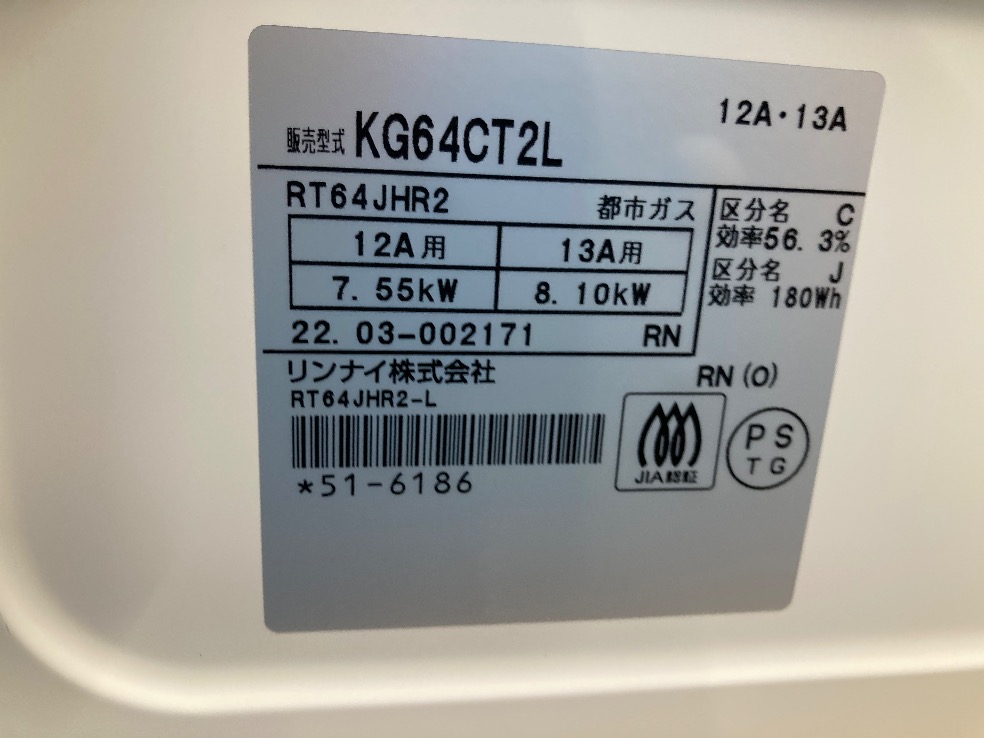 12A・13A
販売型式 KG64CT2L
RT64JHR2 都市ガス
12A用 13A用
7.55kW 8.10kW
22.03-002171 RN
区分名 C
効率56.3%
区分名 J
効率 180Wh
リンナイ株式会社 RN(O)
RT64JHR2-L
*51-6186
JIA認証
PS
TG